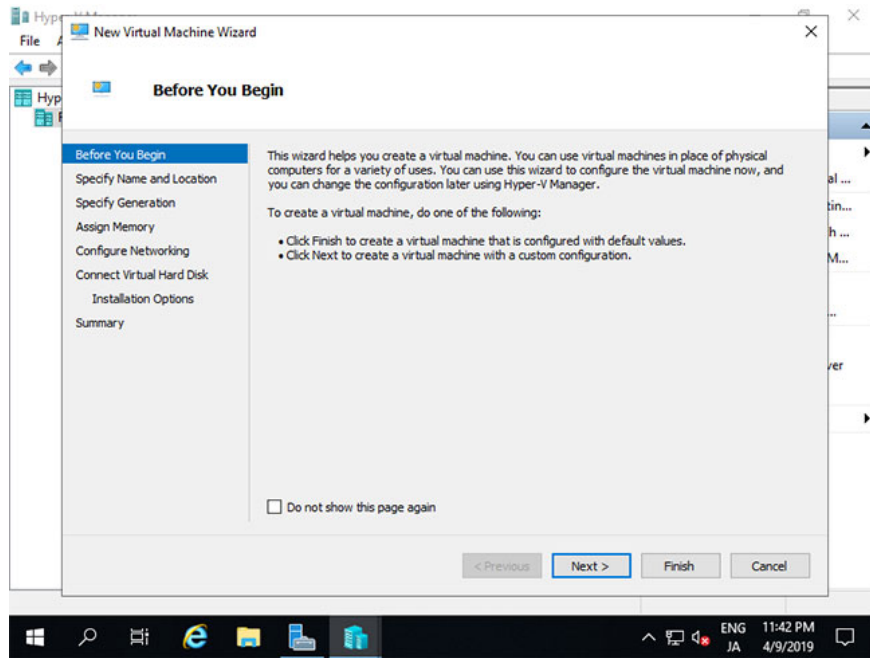 File
New Virtual Machine Wizard
Before You Begin
Before You Begin
Specify Name and Location
Specify Generation
Assign Memory
Configure Networking
Connect Virtual Hard Disk
Installation Options
Summary
This wizard helps you create a virtual machine. You can use virtual machines in place of physical
computers for a variety of uses. You can use this wizard to configure the virtual machine now, and
you can change the configuration later using Hyper-V Manager.
To create a virtual machine, do one of the following:
• Click Finish to create a virtual machine that is configured with default values.
• Click Next to create a virtual machine with a custom configuration.
Do not show this page again
< Previous
Next >
Finish
Cancel
ENG
JA
11:42 PM
4/9/2019